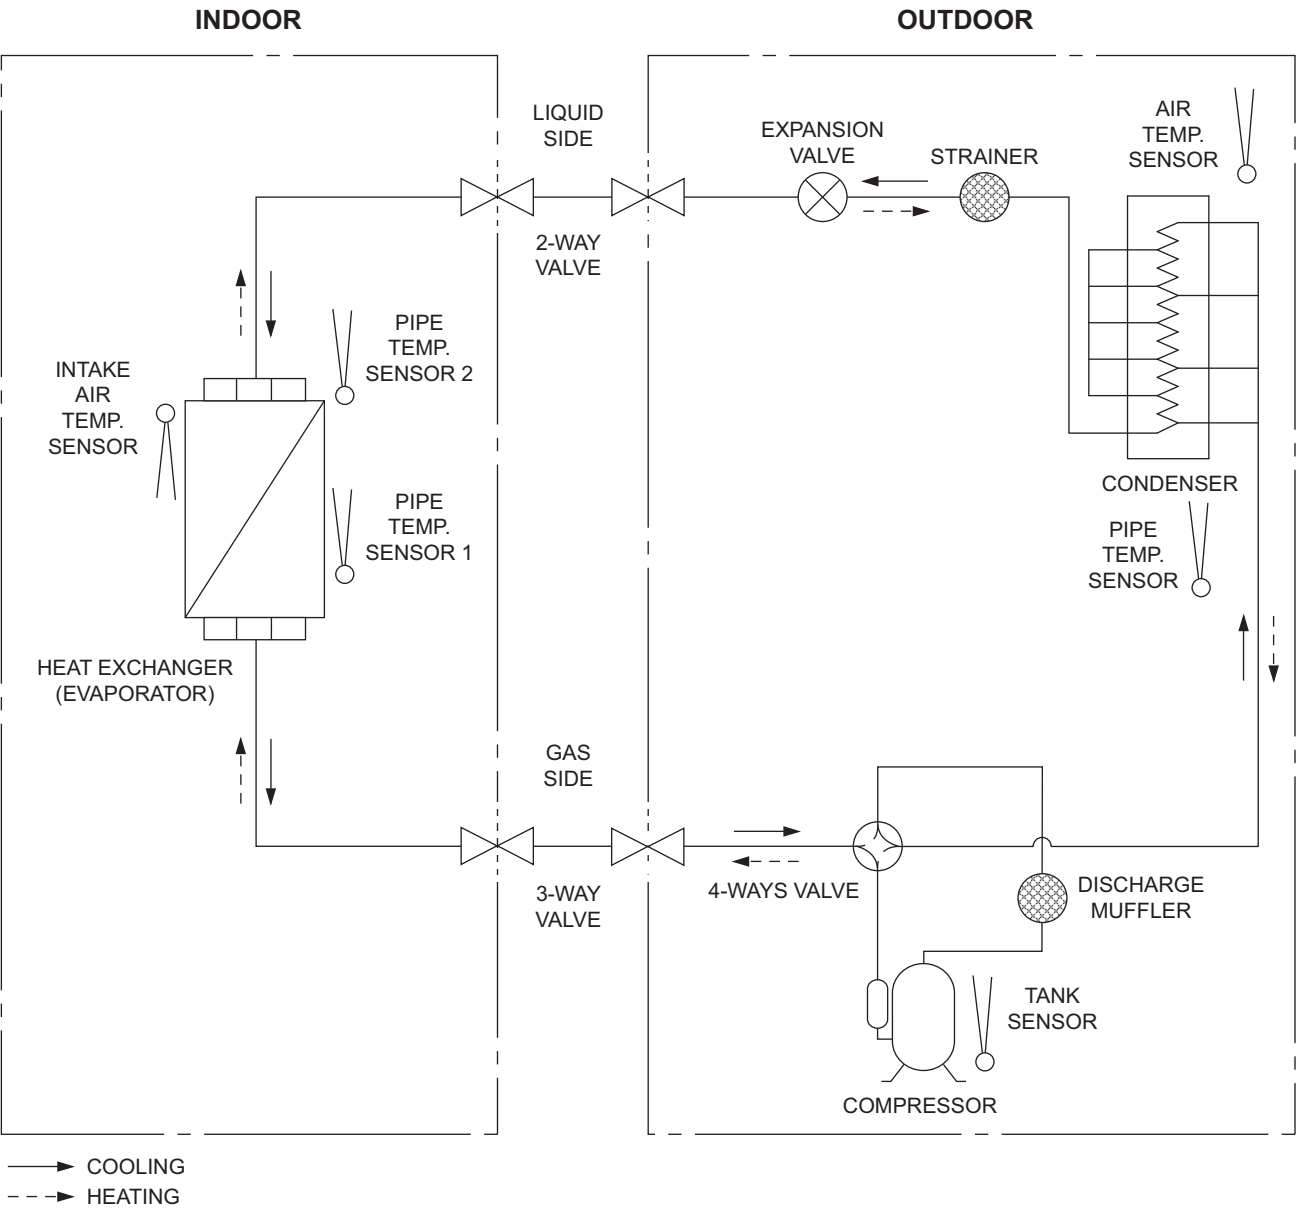 INDOOR
OUTDOOR
LIQUID
SIDE
EXPANSION
VALVE
STRAINER
AIR
TEMP.
SENSOR
2-WAY
VALVE
PIPE
TEMP.
SENSOR 2
INTAKE
AIR
TEMP.
SENSOR
PIPE
TEMP.
SENSOR 1
CONDENSER
PIPE
TEMP.
SENSOR
HEAT EXCHANGER
(EVAPORATOR)
GAS
SIDE
3-WAY
VALVE
4-WAYS VALVE
DISCHARGE
MUFFLER
TANK
SENSOR
COMPRESSOR
COOLING
HEATING